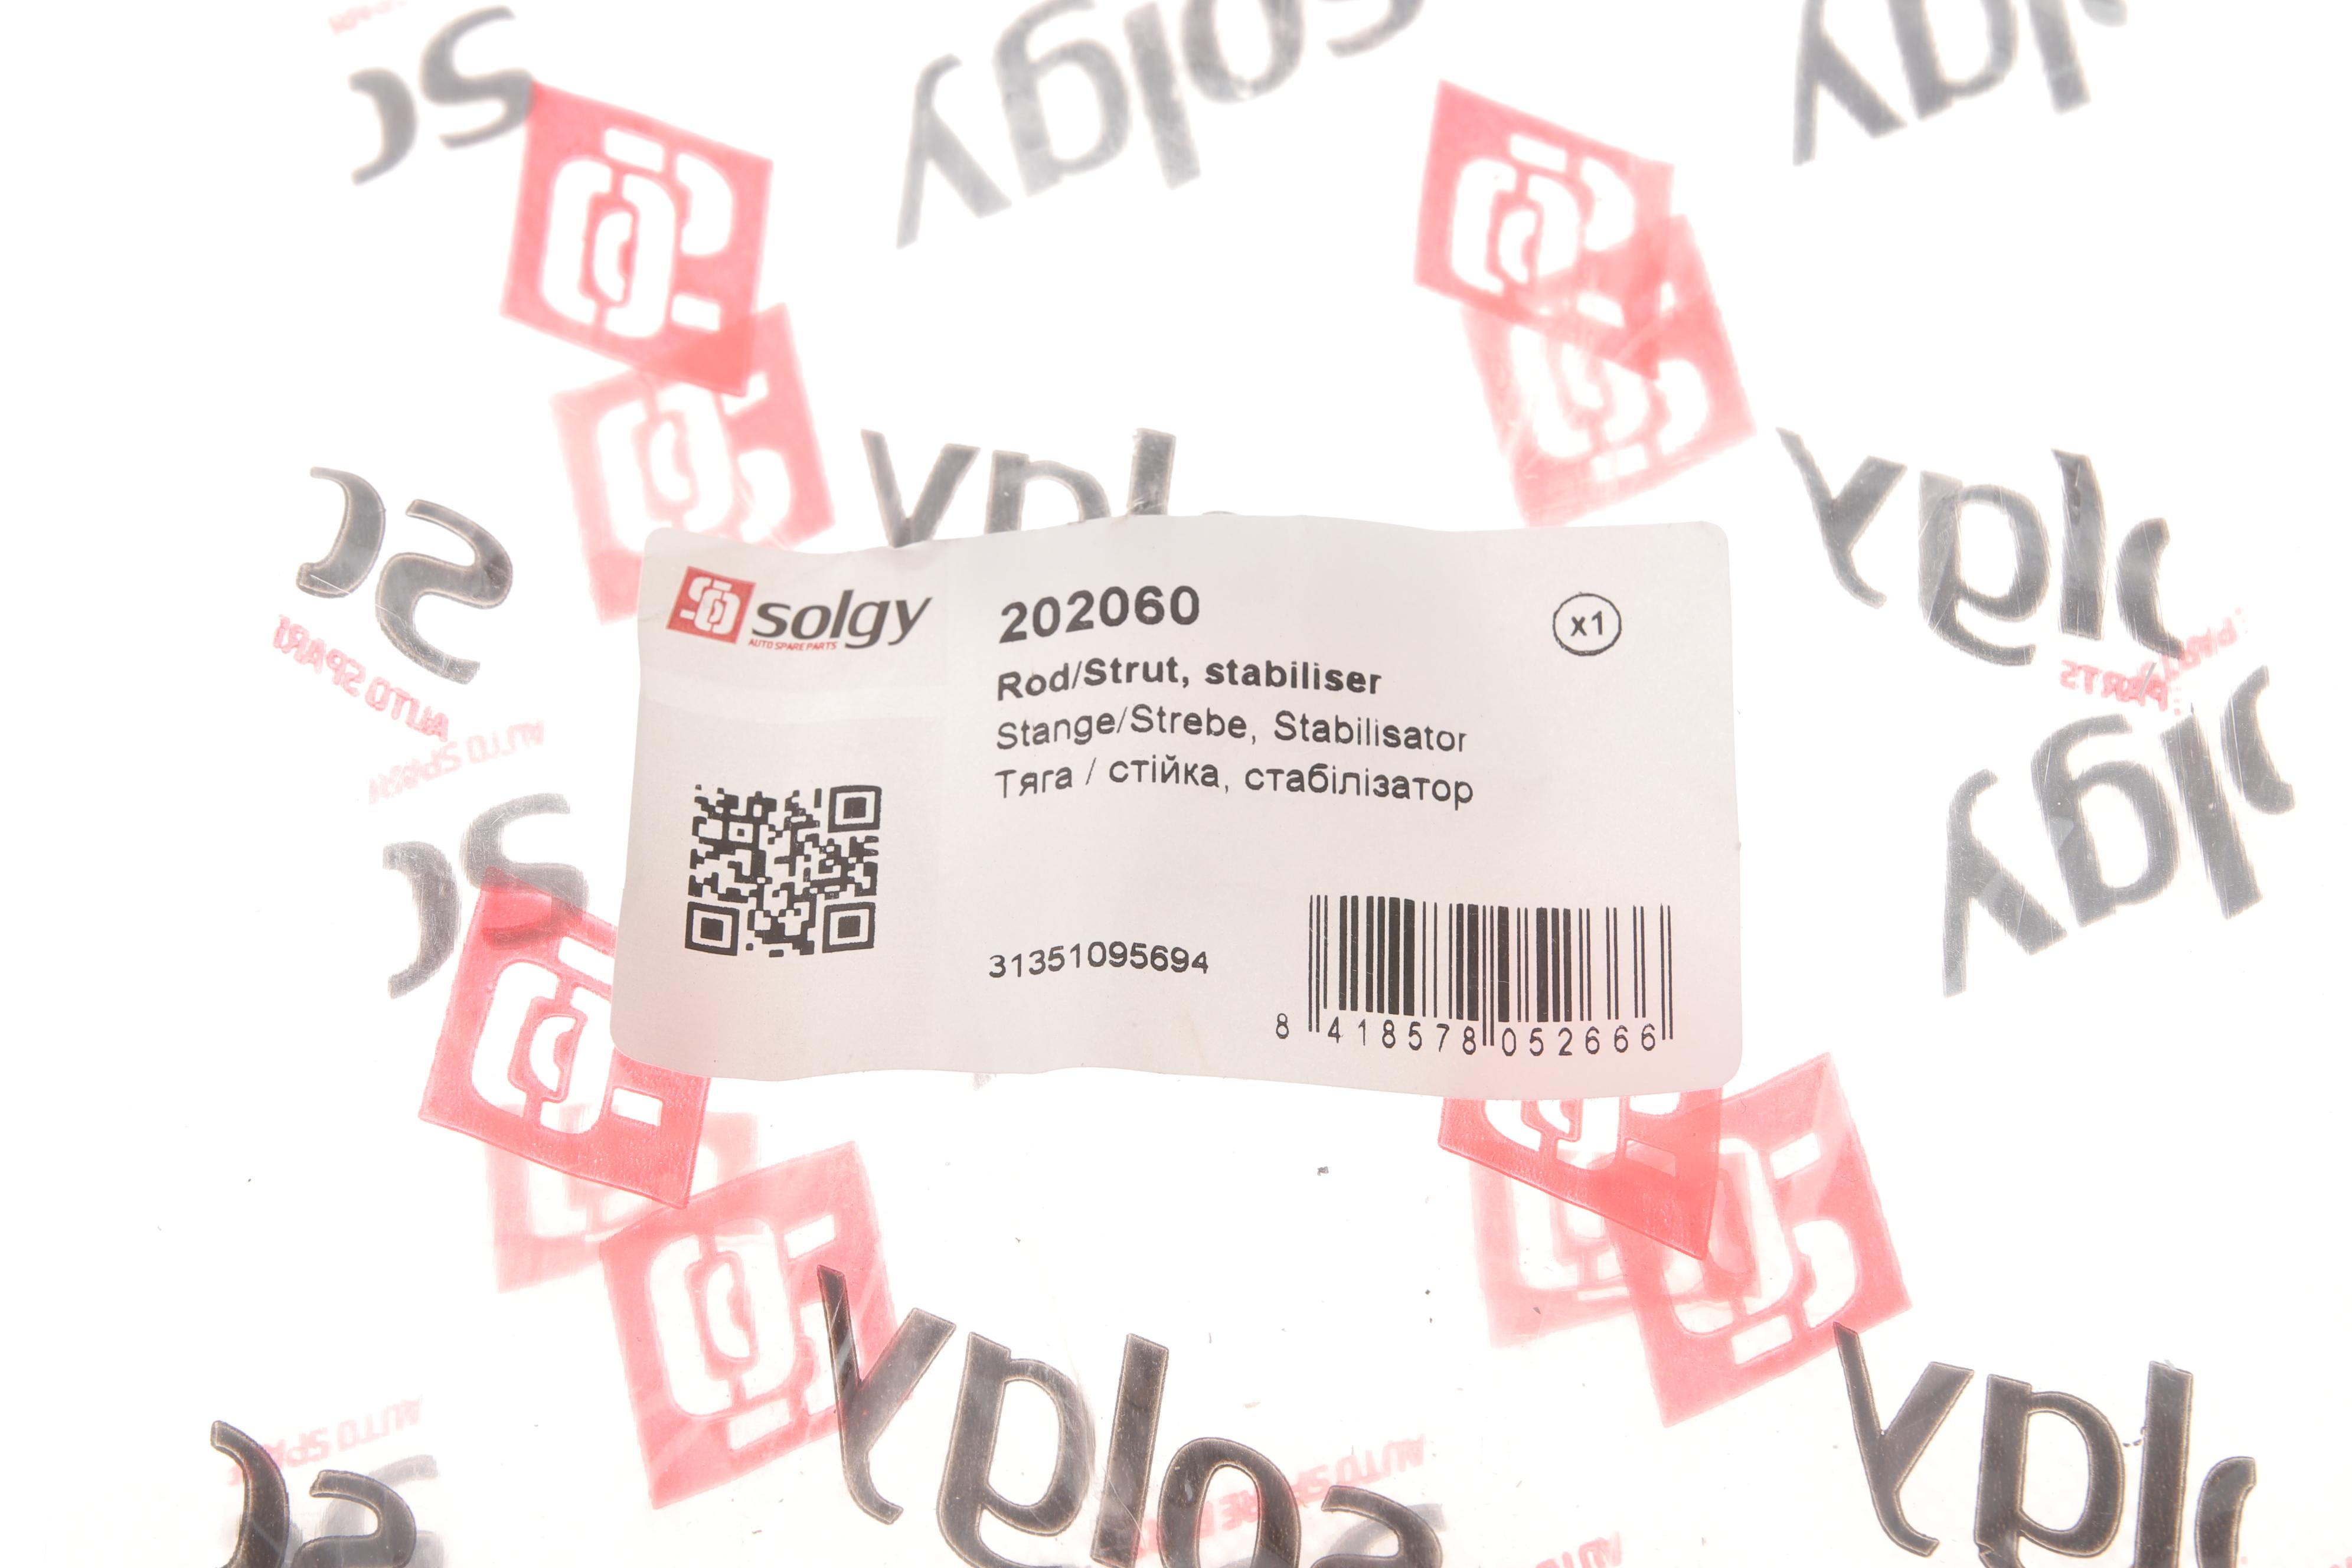 solgy
AUTO SPARE PARTS
202060
x1
Rod/Strut, stabiliser
Stange/Strebe, Stabilisator
Тяга / стійка, стабілізатор
31351095694
8 418578 052666